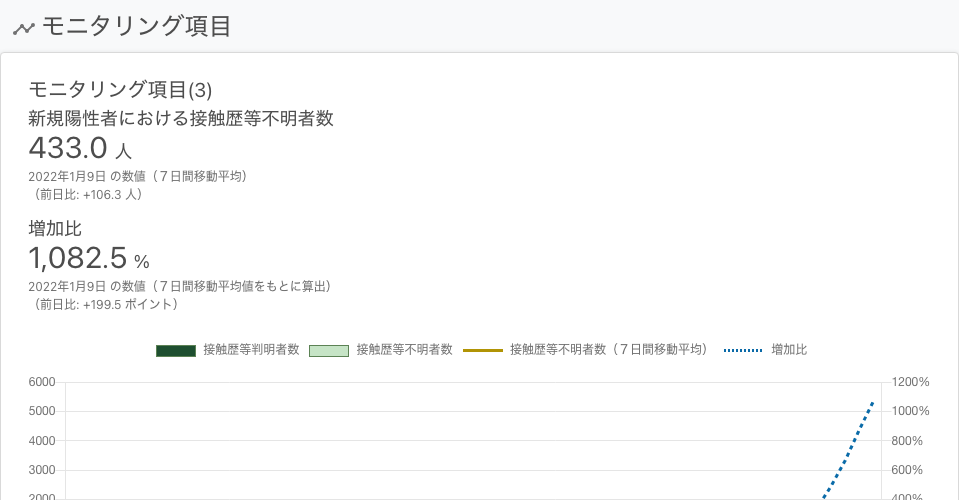 モニタリング項目
モニタリング項目(3)
新規陽性者における接触歴等不明者数
433.0 人
2022年1月9日 の数値（７日間移動平均）
（前日比: +106.3 人）
増加比
1,082.5 %
2022年1月9日 の数値（７日間移動平均値をもとに算出）
（前日比: +199.5 ポイント）
接触歴等判明者数 接触歴等不明者数 接触歴等不明者数（７日間移動平均） 増加比
6000 1200%
5000 1000%
4000 800%
3000 600%
2000 400%